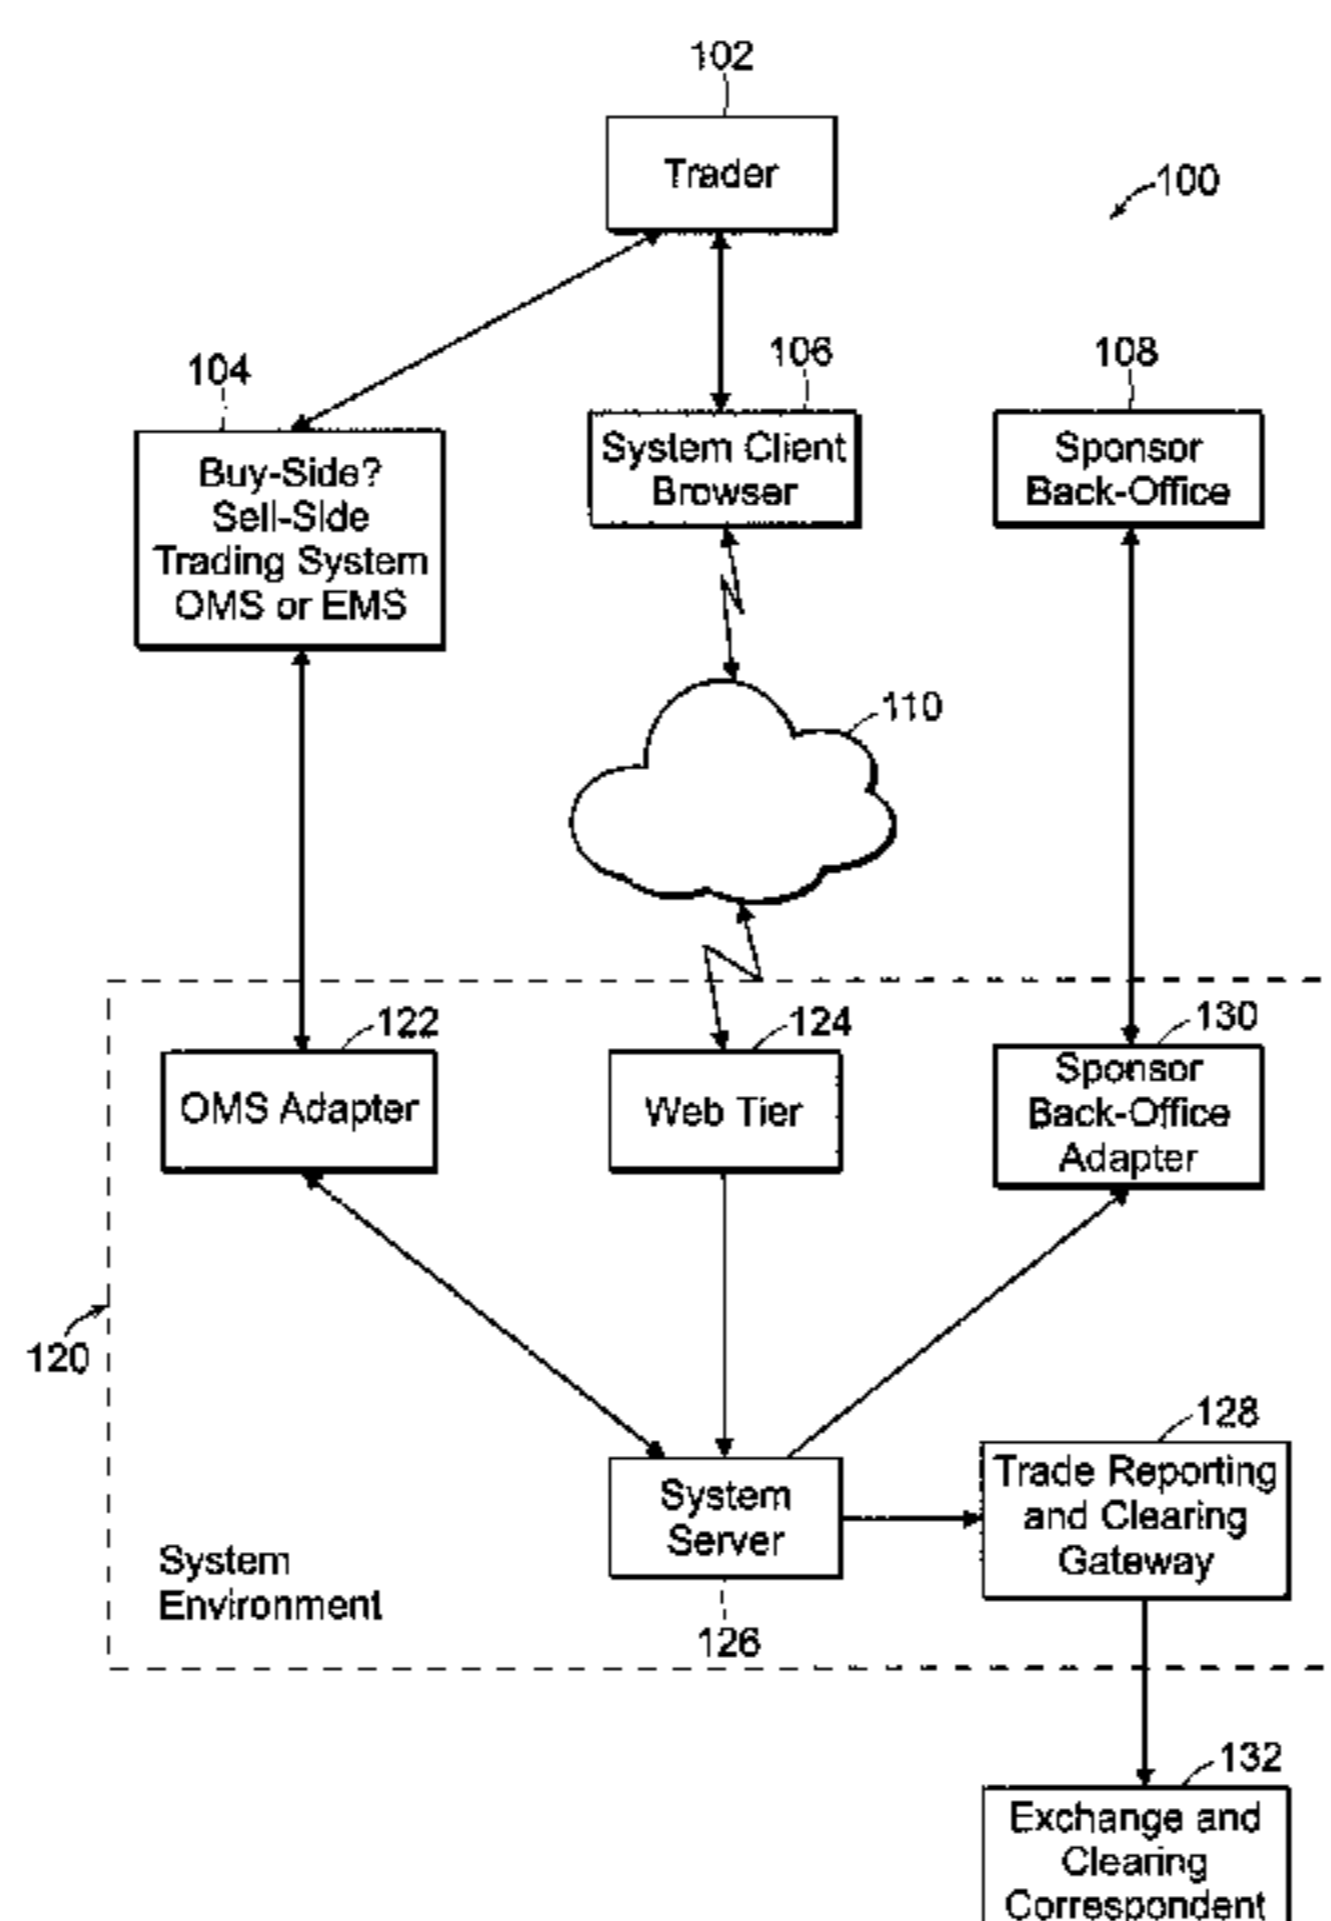 102
Trader
100
104
106
108
Buy-Side?
Sell-Side
Trading System
OMS or EMS
System Client
Browser
Sponsor
Back-Office
110
122
124
130
OMS Adapter
Web Tier
Sponsor
Back-Office
Adapter
120
128
System
Server
Trade Reporting
and Clearing
Gateway
System
Environment
126
132
Exchange and
Clearing
Correspondent